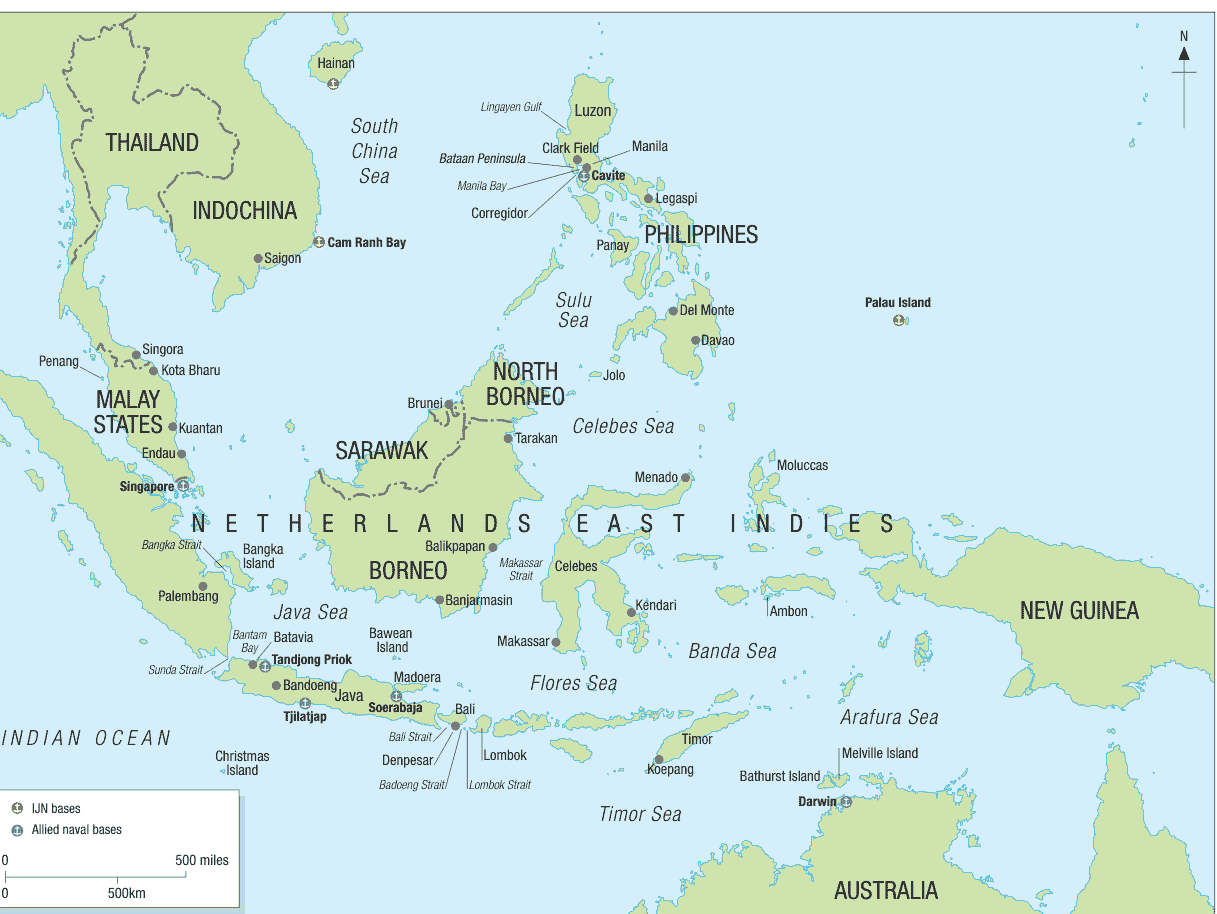 N
Hainan
Luzon
Lingayen Gulf
South
China
Sea
THAILAND
Clark Field
Manila
Bataan Peninsula
Cavite
Manila Bay
Legaspi
Corregidor
INDOCHINA
PHILIPPINES
Cam Ranh Bay
Panay
Saigon
Palau Island
Sulu
Sea
Del Monte
Davao
Singora
Penang
Kota Bharu
Jolo
NORTH
BORNEO
MALAY
STATES
Brunei
Kuantan
Celebes Sea
Tarakan
SARAWAK
Endau
Moluccas
Menado
Singapore
NETHERLANDS EAST INDIES
Bangka Strait
Bangka
Island
Balikpapan
Makassar
Strait
Celebes
BORNEO
Palembang
Banjarmasin
Kendari
Ambon
NEW GUINEA
Java Sea
Bantam
Bay
Batavia
Bawean
Island
Makassar
Banda Sea
Sunda Strait
Tandjong Priok
Madoera
Flores Sea
Bandoeng
Java
Soerabaja
Tjilatjap
Bali
Arafura Sea
INDIAN OCEAN
Bali Strait
Timor
Christmas
Island
Denpesar
Lombok
Koepang
Melville Island
Badoeng Strait
Lombok Strait
Bathurst Island
Darwin
Timor Sea
IJN bases
Allied naval bases
0
500 miles
0
500km
AUSTRALIA